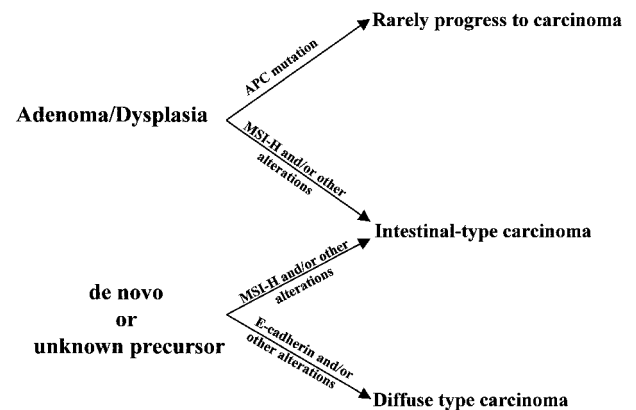 Rarely progress to carcinoma
APC mutation
Adenoma/Dysplasia
MSI-H and/or other
alterations
Intestinal-type carcinoma
MSI-H and/or other
alterations
de novo
or
unknown precursor
E-cadherin and/or
other alterations
Diffuse type carcinoma